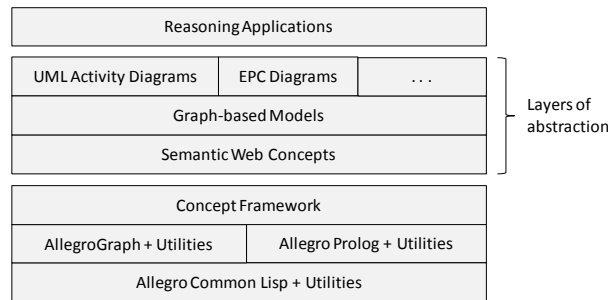 Reasoning Applications
UML Activity Diagrams
EPC Diagrams
. . .
Graph-based Models
Semantic Web Concepts
Layers of
abstraction
Concept Framework
AllegroGraph + Utilities
Allegro Prolog + Utilities
Allegro Common Lisp + Utilities